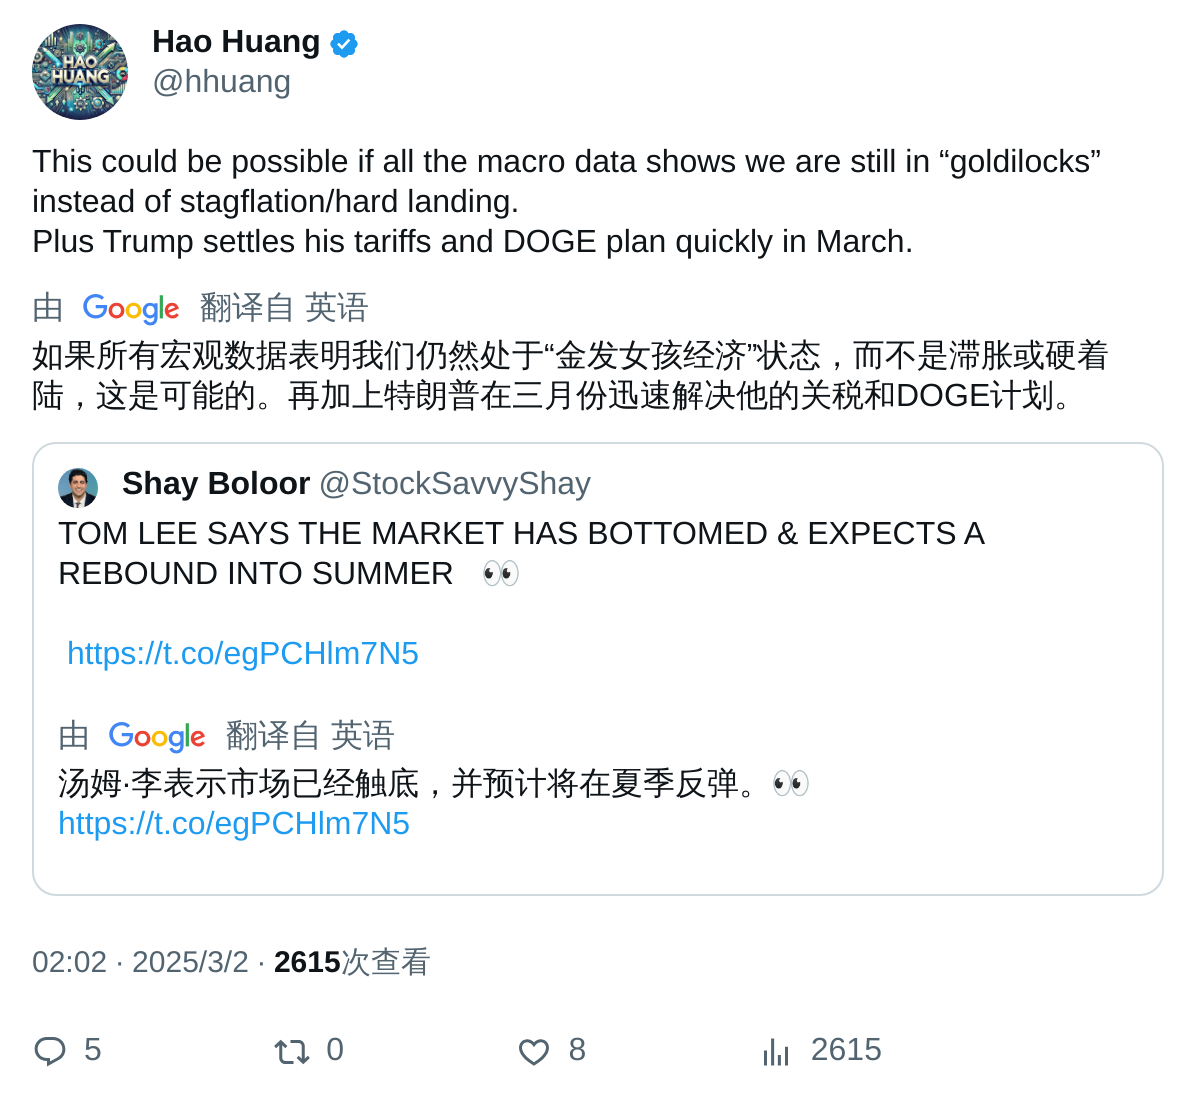 HAO
HUANG
Hao Huang
@hhuang
This could be possible if all the macro data shows we are still in “goldilocks”
instead of stagflation/hard landing.
Plus Trump settles his tariffs and DOGE plan quickly in March.
由 Google 翻译自 英语
如果所有宏观数据表明我们仍然处于“金发女孩经济”状态，而不是滞胀或硬着
陆，这是可能的。再加上特朗普在三月份迅速解决他的关税和DOGE计划。
Shay Boloor @StockSavvyShay
TOM LEE SAYS THE MARKET HAS BOTTOMED & EXPECTS A
REBOUND INTO SUMMER 👀
https://t.co/egPCHlm7N5
由 Google 翻译自 英语
汤姆·李表示市场已经触底，并预计将在夏季反弹。👀
https://t.co/egPCHlm7N5
02:02 · 2025/3/2 · 2615次查看
5 0 8 2615